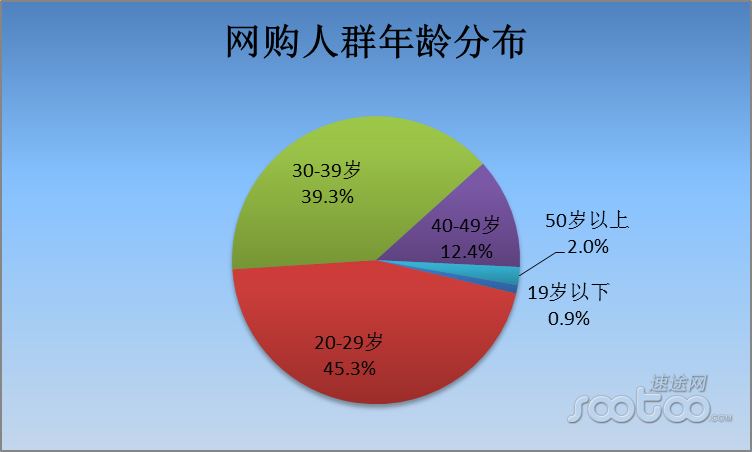 网购人群年龄分布
30-39岁
39.3%
40-49岁
12.4%
50岁以上
2.0%
19岁以下
0.9%
20-29岁
45.3%
速途网
sootoo.com